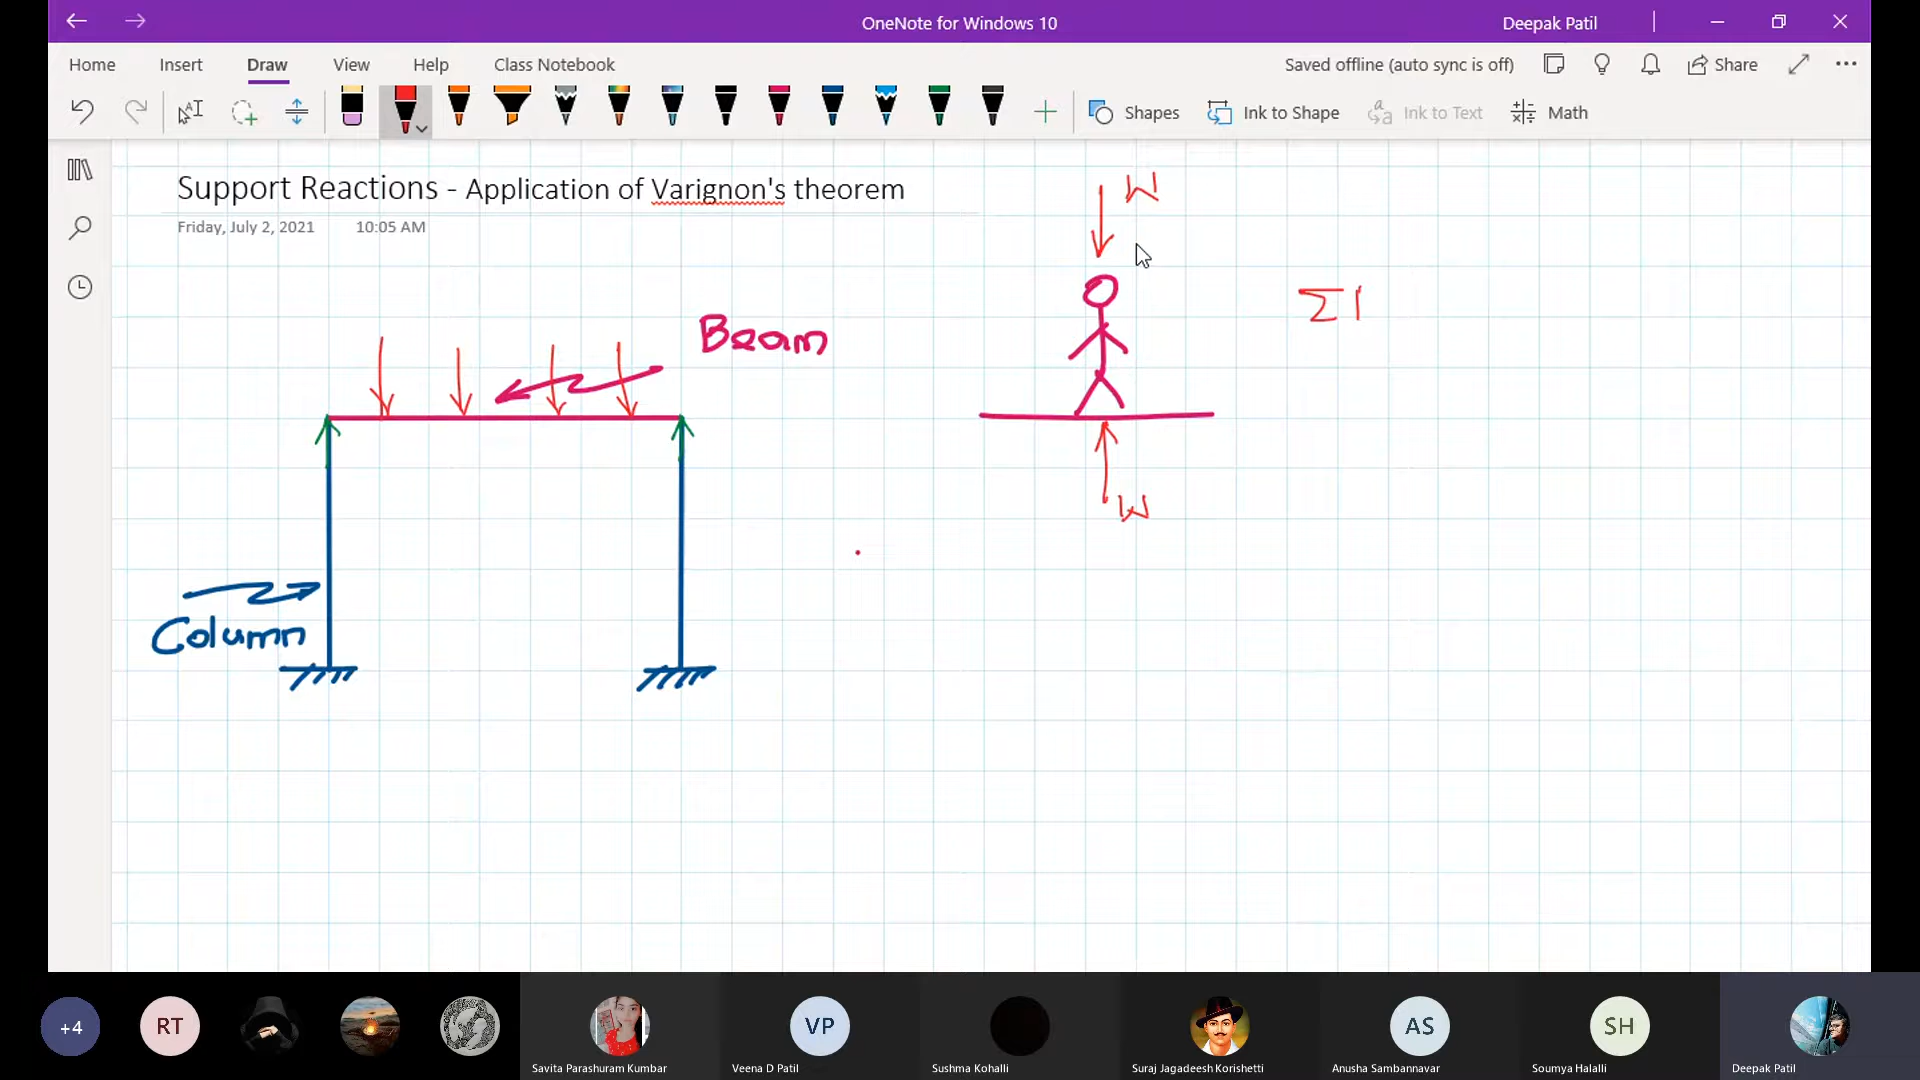 OneNote for Windows 10
Deepak Patil
Home Insert Draw View Help Class Notebook
Saved offline (auto sync is off)
Share
Shapes
Ink to Shape
Ink to Text
Math
Support Reactions - Application of Varignon's theorem
Friday, July 2, 2021 10:05 AM
W
Beam
Σ
W
Column
+4
RT
VP
AS
SH
Savita Parashuram Kumbar
Veena D Patil
Sushma Kohalli
Suraj Jagadeesh Korishetti
Anusha Sambannavar
Soumya Halalli
Deepak Patil